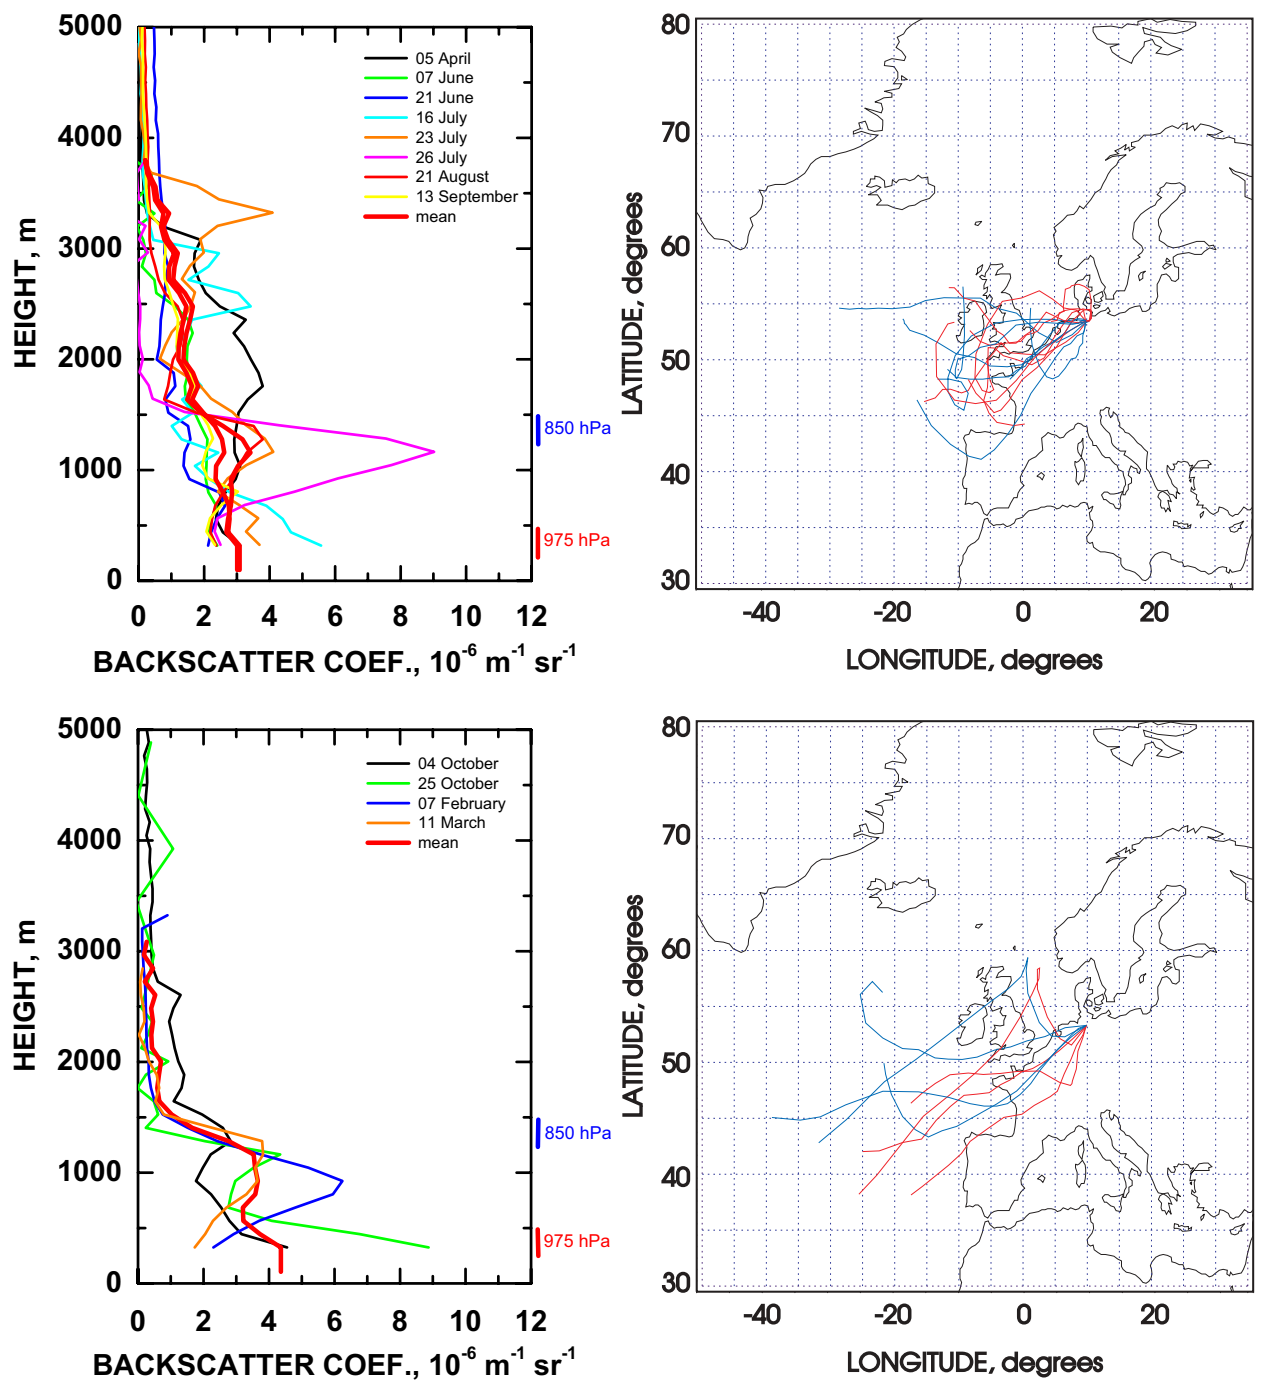 5000
4000
3000
2000
1000
0
HEIGHT, m
05 April
07 June
21 June
16 July
23 July
26 July
21 August
13 September
mean
850 hPa
975 hPa
0 2 4 6 8 10 12
BACKSCATTER COEF., 10⁻⁶ m⁻¹ sr⁻¹
80
70
60
50
40
30
LATITUDE, degrees
-40 -20 0 20
LONGITUDE, degrees
5000
4000
3000
2000
1000
0
HEIGHT, m
04 October
25 October
07 February
11 March
mean
850 hPa
975 hPa
0 2 4 6 8 10 12
BACKSCATTER COEF., 10⁻⁶ m⁻¹ sr⁻¹
80
70
60
50
40
30
LATITUDE, degrees
-40 -20 0 20
LONGITUDE, degrees